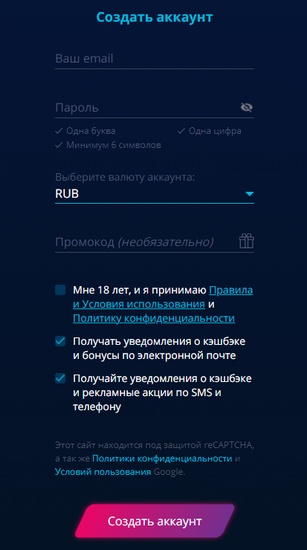 Создать аккаунт
Ваш email
Пароль
Одна буква
Одна цифра
Минимум 6 символов
Выберите валюту аккаунта:
RUB
Промокод (необязательно)
Мне 18 лет, и я принимаю Правила
и Условия использования и
Политику конфиденциальности
Получать уведомления о кэшбэке
и бонусы по электронной почте
Получайте уведомления о кэшбэке
и рекламные акции по SMS и
телефону
Этот сайт находится под защитой reCAPTCHA,
а так же Политики конфиденциальности и
Условий пользования Google.
Создать аккаунт